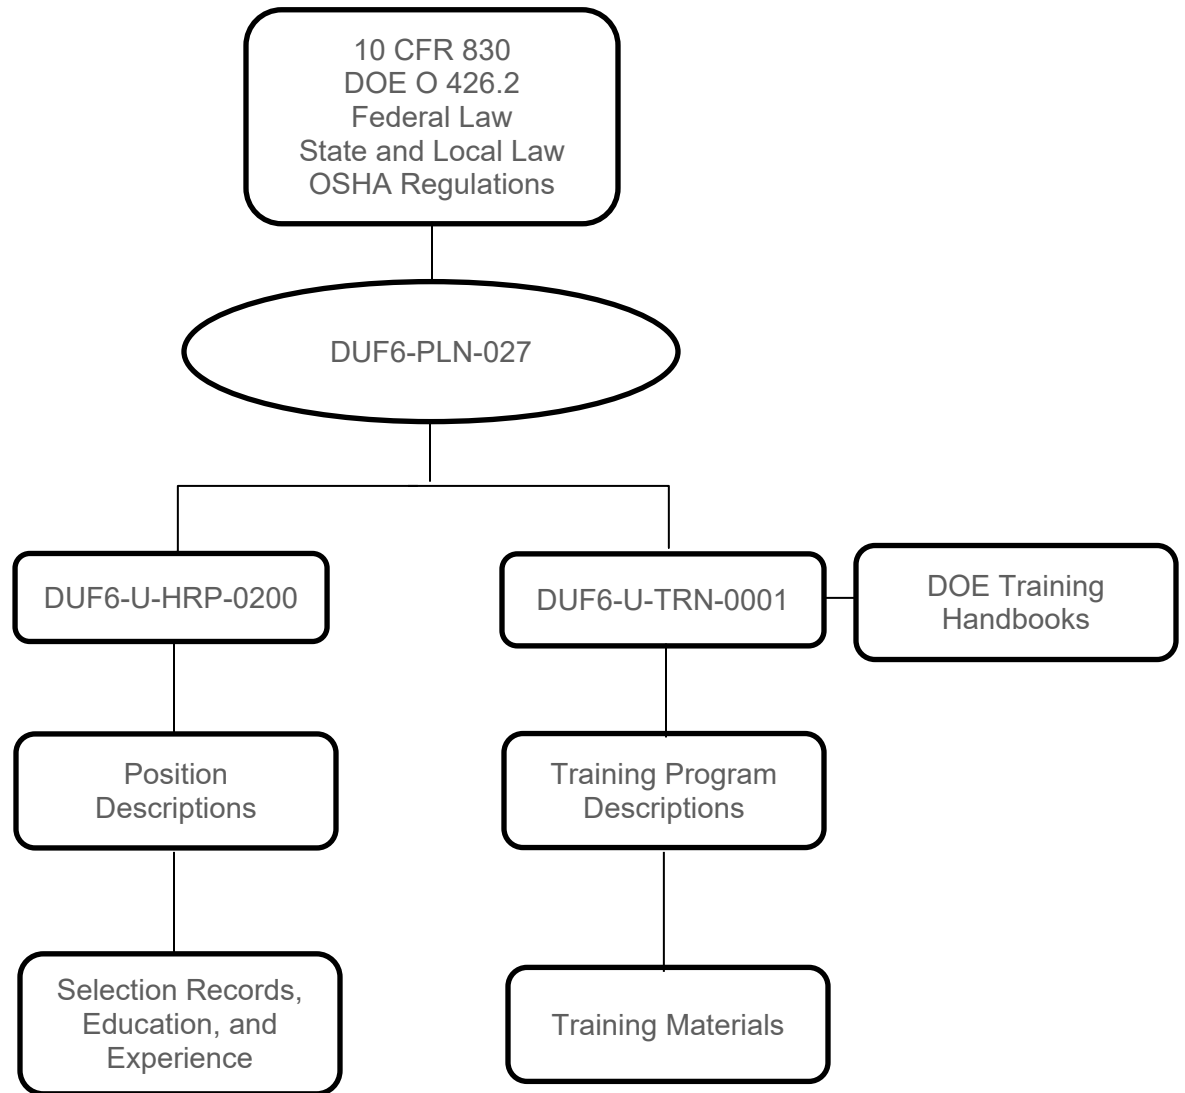 10 CFR 830
DOE O 426.2
Federal Law
State and Local Law
OSHA Regulations
DUF6-PLN-027
DUF6-U-HRP-0200
DUF6-U-TRN-0001
DOE Training
Handbooks
Position
Descriptions
Training Program
Descriptions
Selection Records,
Education, and
Experience
Training Materials